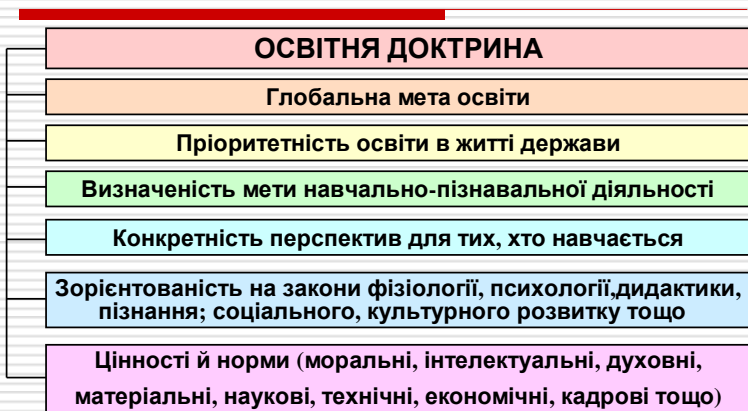 ОСВІТНЯ ДОКТРИНА
Глобальна мета освіти
Пріоритетність освіти в житті держави
Визначеність мети навчально-пізнавальної діяльності
Конкретність перспектив для тих, хто навчається
Зорієнтованість на закони фізіології, психології,дидактики,
пізнання; соціального, культурного розвитку тощо
Цінності й норми (моральні, інтелектуальні, духовні,
матеріальні, наукові, технічні, економічні, кадрові тощо)